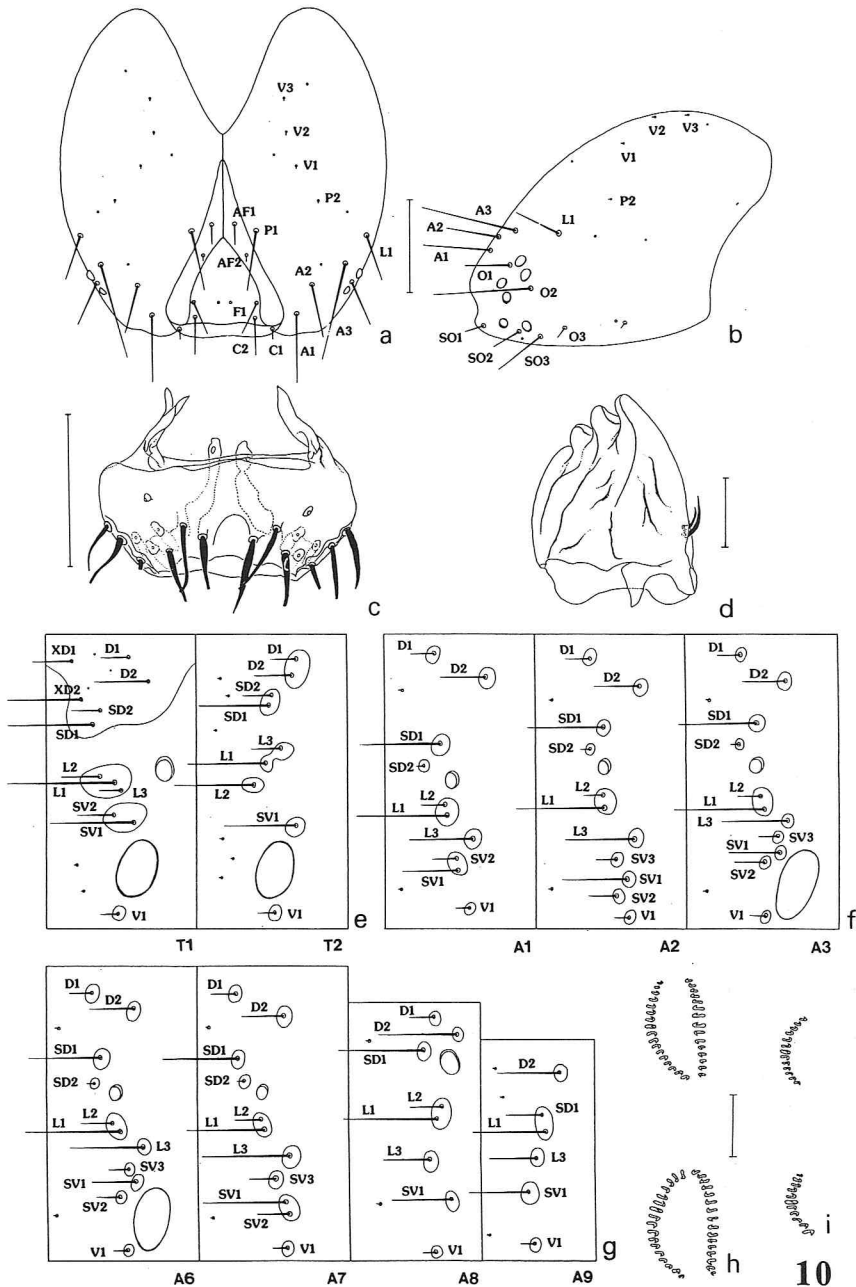 V3
V2
V1
P2
AF1
P1
AF2
L1
A2
F1
A3
C2 C1 A1
a
V2 V3
V1
P2
A3
L1
A2
A1
O1
O2
SO1
O3
SO2
SO3
b
c
d
XD1 D1
D2
XD2
SD2
SD1
L2
L1 L3
SV2
SV1
T1
D1
D2
SD2
SD1
L3
L1
L2
SV1
V1
T2
e
D1
D2
SD1
SD2
L2
L1
L3
SV2
SV1
V1
A1
D1
D2
SD1
SD2
L2
L1
L3
SV3
SV1
SV2
V1
A2
D1
D2
SD1
SD2
L2
L1
L3
SV3
SV1
SV2
V1
A3
f
D1
D2
SD1
SD2
L2
L1
L3
SV3
SV1
SV2
V1
A6
D1
D2
SD1
SD2
L2
L1
L3
SV3
SV1
SV2
V1
A7
D1
D2
SD1
L2
L1
L3
SV1
V1
A8
D2
SD1
L1
L3
SV1
V1
A9
g
h
i
10